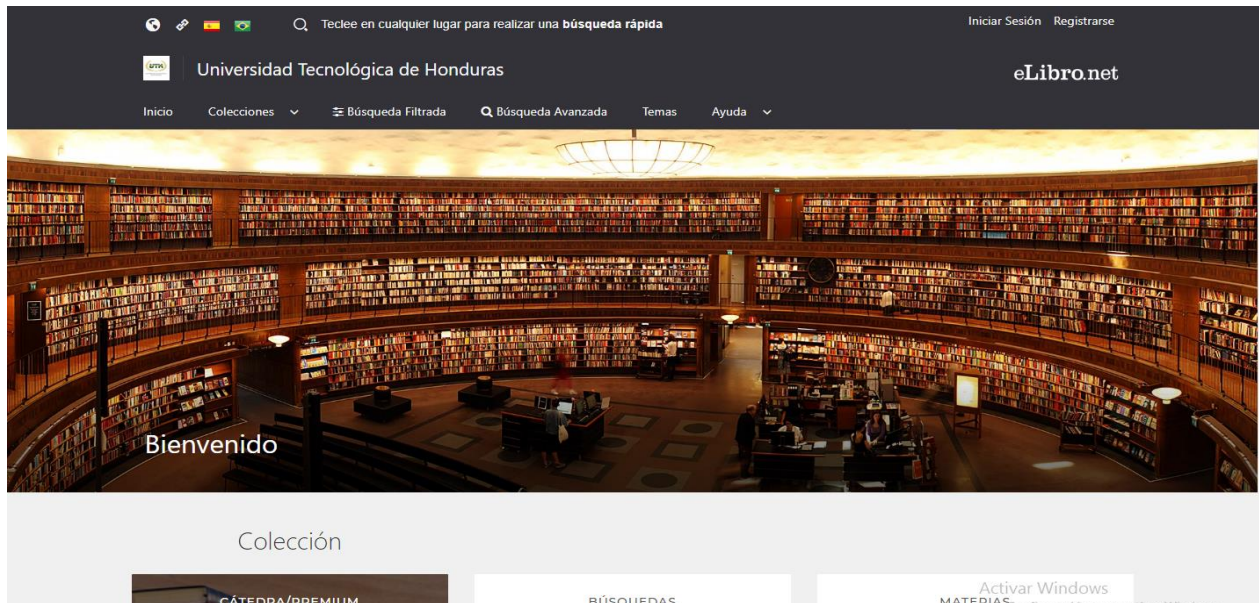 Teclee en cualquier lugar para realizar una búsqueda rápida
Iniciar Sesión Registrarse
UTH
Universidad Tecnológica de Honduras
eLibro.net
Inicio Colecciones Búsqueda Filtrada Búsqueda Avanzada Temas Ayuda
Bienvenido
Colección
CÁTEDRA/PREMIUM BÚSQUEDAS MATERIAS
Activar Windows